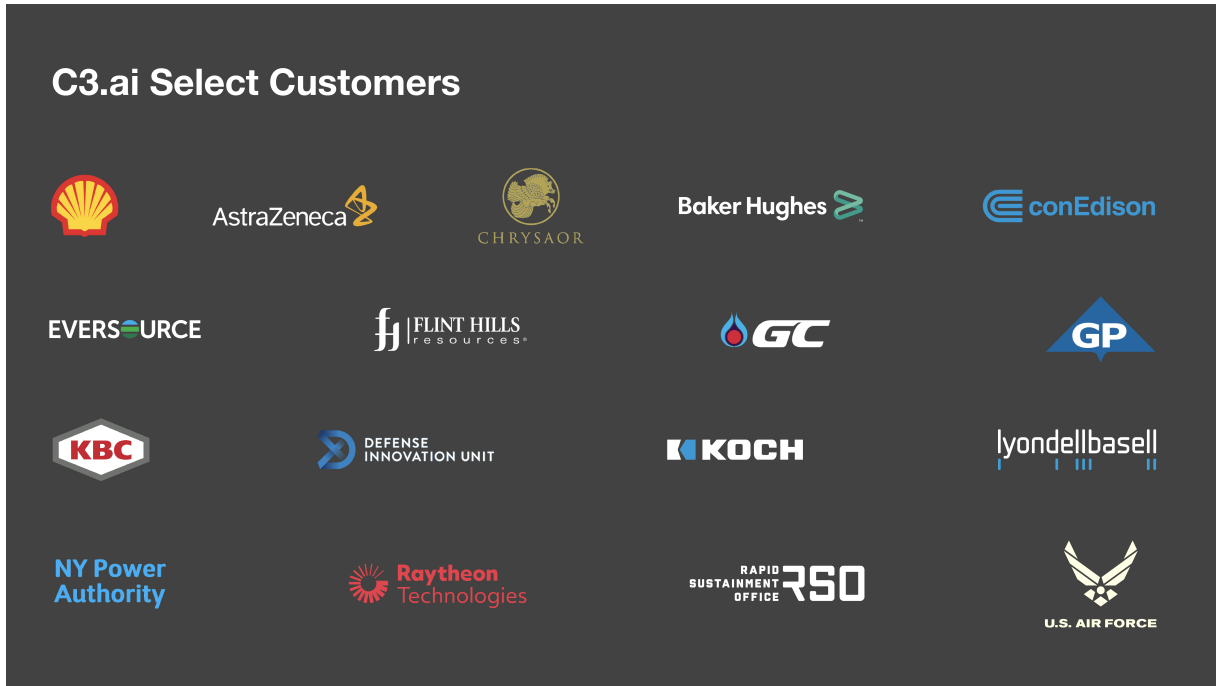 C3.ai Select Customers
AstraZeneca
CHRYSAOR
Baker Hughes
™
conEdison
EVERSOURCE
FLINT HILLS
resources®
GC
GP
KBC
DEFENSE
INNOVATION UNIT
KOCH
lyondellbasell
NY Power
Authority
Raytheon
Technologies
RAPID
SUSTAINMENT
OFFICE
RSO
U.S. AIR FORCE